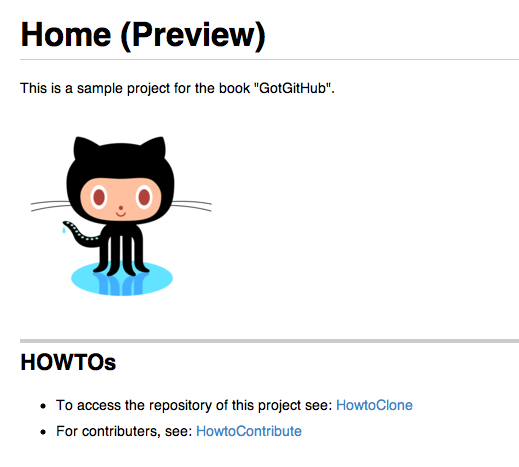 Home (Preview)
This is a sample project for the book "GotGitHub".
HOWTOs
To access the repository of this project see: HowtoClone
For contributers, see: HowtoContribute